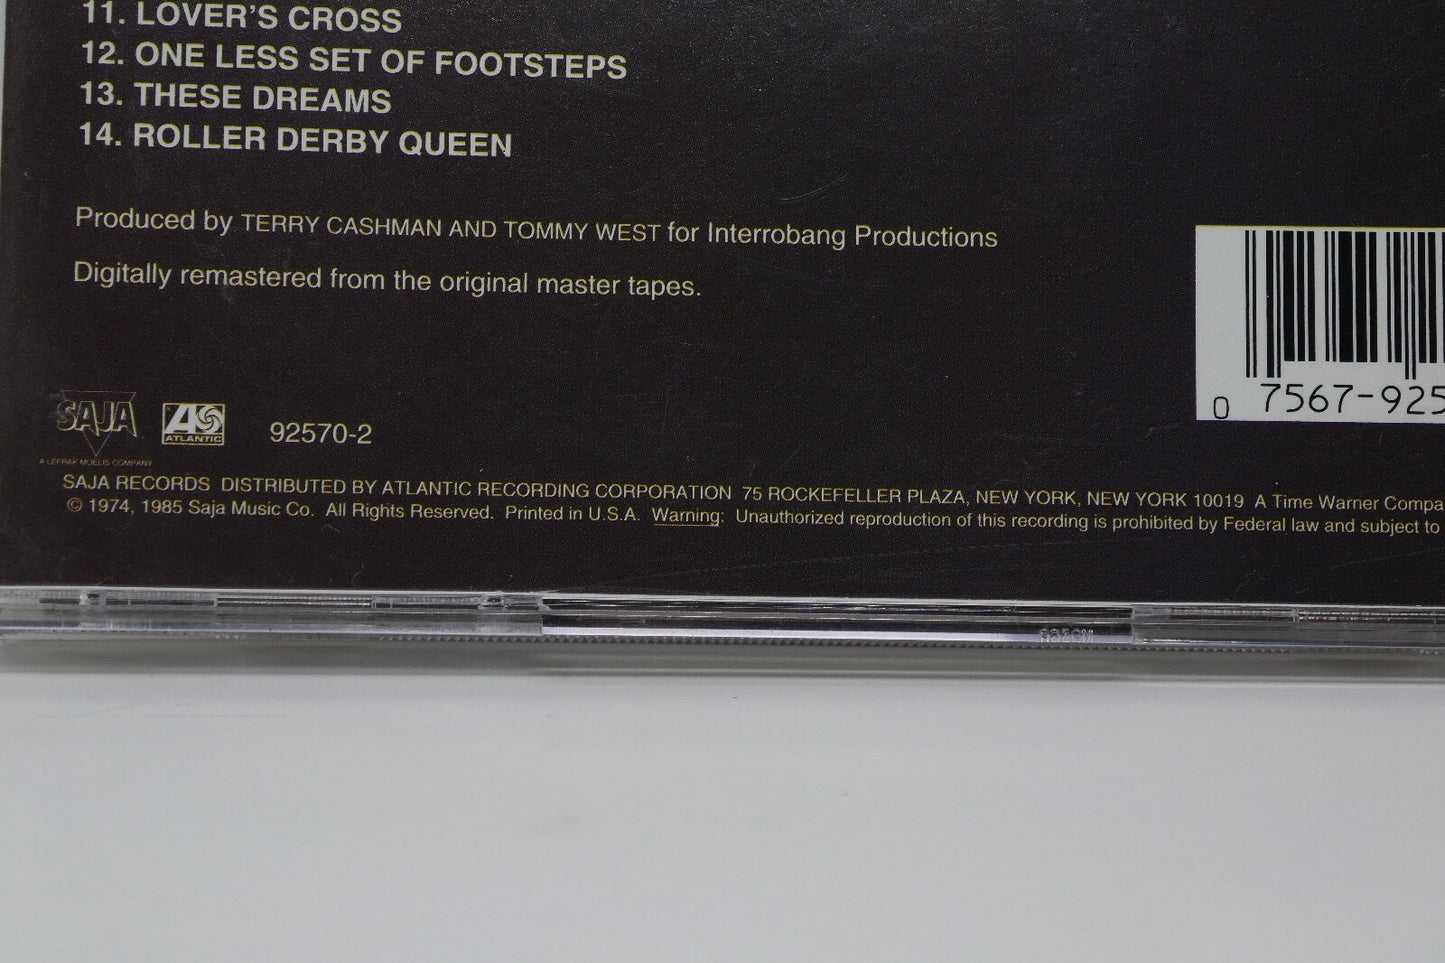 11. LOVER'S CROSS
12. ONE LESS SET OF FOOTSTEPS
13. THESE DREAMS
14. ROLLER DERBY QUEEN
Produced by TERRY CASHMAN AND TOMMY WEST for Interrobang Productions
Digitally remastered from the original master tapes.
0 7567-925
SAJA
A LEFRAK MOELIS COMPANY
ATLANTIC
92570-2
SAJA RECORDS DISTRIBUTED BY ATLANTIC RECORDING CORPORATION 75 ROCKEFELLER PLAZA, NEW YORK, NEW YORK 10019 A Time Warner Compa
© 1974, 1985 Saja Music Co. All Rights Reserved. Printed in U.S.A. Warning: Unauthorized reproduction of this recording is prohibited by Federal law and subject to